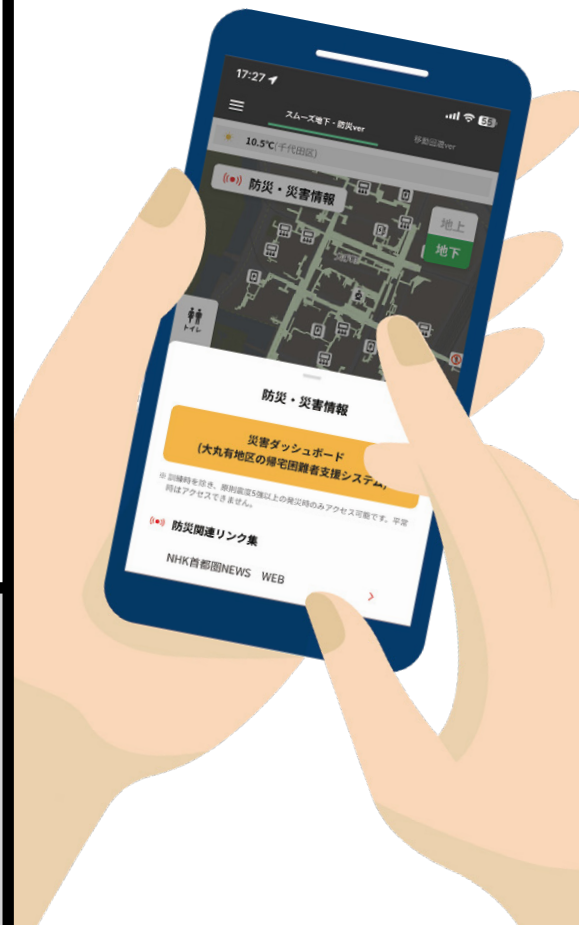 17:27
55
スムーズ地下・防災ver
移動回遊ver
10.5℃(千代田区)
防災・災害情報
地上
地下
大手町
トイレ
防災・災害情報
災害ダッシュボード
(大丸有地区の帰宅困難者支援システム)
※ 訓練時を除き、原則震度5強以上の発災時のみアクセス可能です。平常
時はアクセスできません。
防災関連リンク集
NHK首都圏NEWS WEB